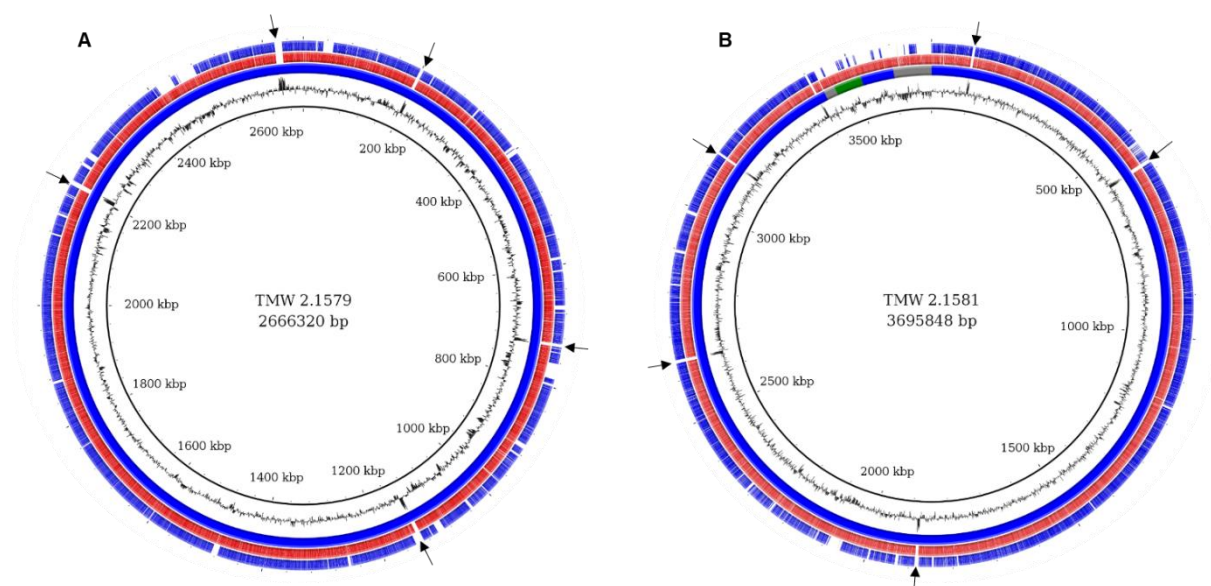 A
2600 kbp
200 kbp
2400 kbp
400 kbp
2200 kbp
600 kbp
TMW 2.1579
2666320 bp
2000 kbp
800 kbp
1800 kbp
1000 kbp
1600 kbp
1200 kbp
1400 kbp
B
3500 kbp
500 kbp
3000 kbp
TMW 2.1581
3695848 bp
1000 kbp
2500 kbp
1500 kbp
2000 kbp